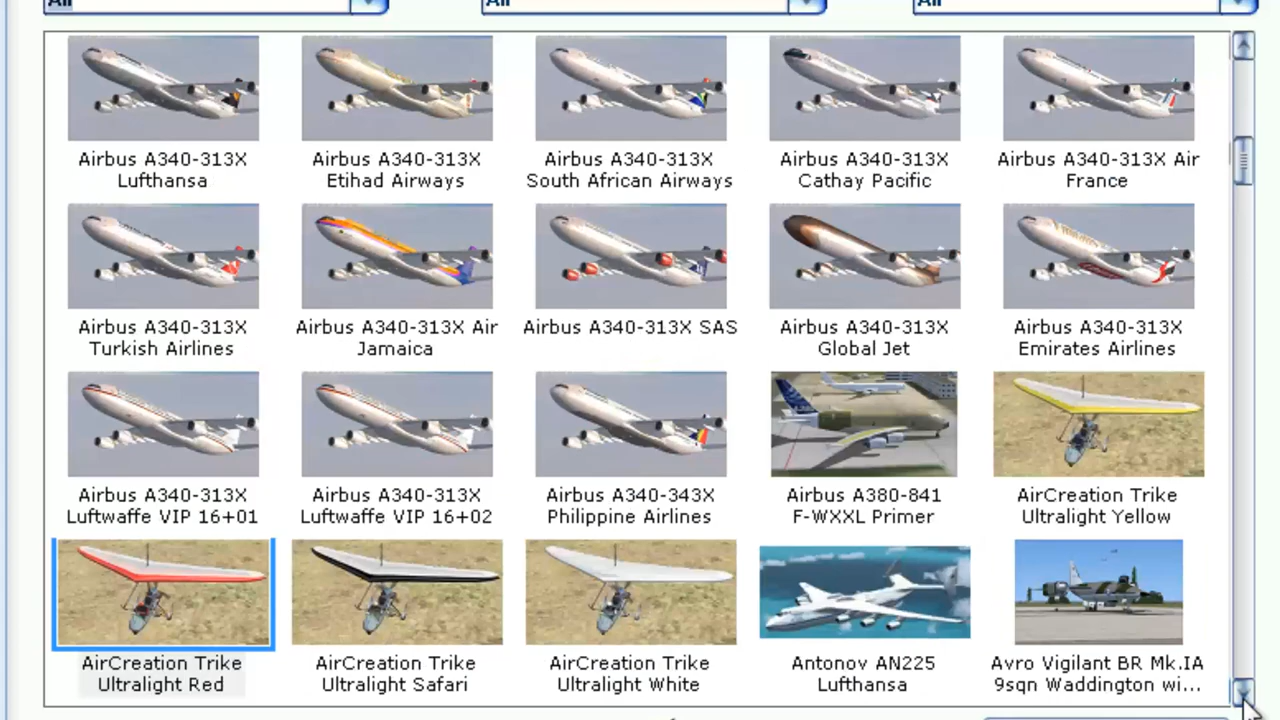 All All All
Airbus A340-313X Airbus A340-313X Airbus A340-313X Airbus A340-313X Airbus A340-313X Air
Lufthansa Etihad Airways South African Airways Cathay Pacific France
Airbus A340-313X Airbus A340-313X Air Airbus A340-313X SAS Airbus A340-313X Airbus A340-313X
Turkish Airlines Jamaica Global Jet Emirates Airlines
Airbus A340-313X Airbus A340-313X Airbus A340-343X Airbus A380-841 AirCreation Trike
Luftwaffe VIP 16+01 Luftwaffe VIP 16+02 Philippine Airlines F-WXXL Primer Ultralight Yellow
AirCreation Trike AirCreation Trike AirCreation Trike Antonov AN225 Avro Vigilant BR Mk.IA
Ultralight Red Ultralight Safari Ultralight White Lufthansa 9sqn Waddington wi...